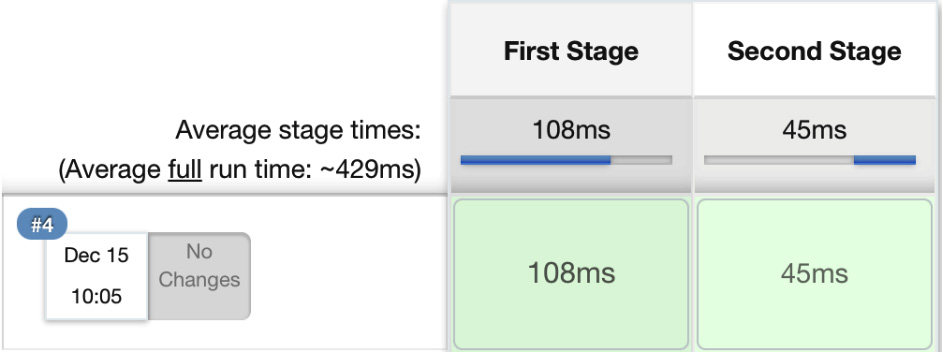 First Stage
Second Stage
Average stage times:
108ms
45ms
(Average full run time: ~429ms)
#4
Dec 15
No
Changes
10:05
108ms
45ms